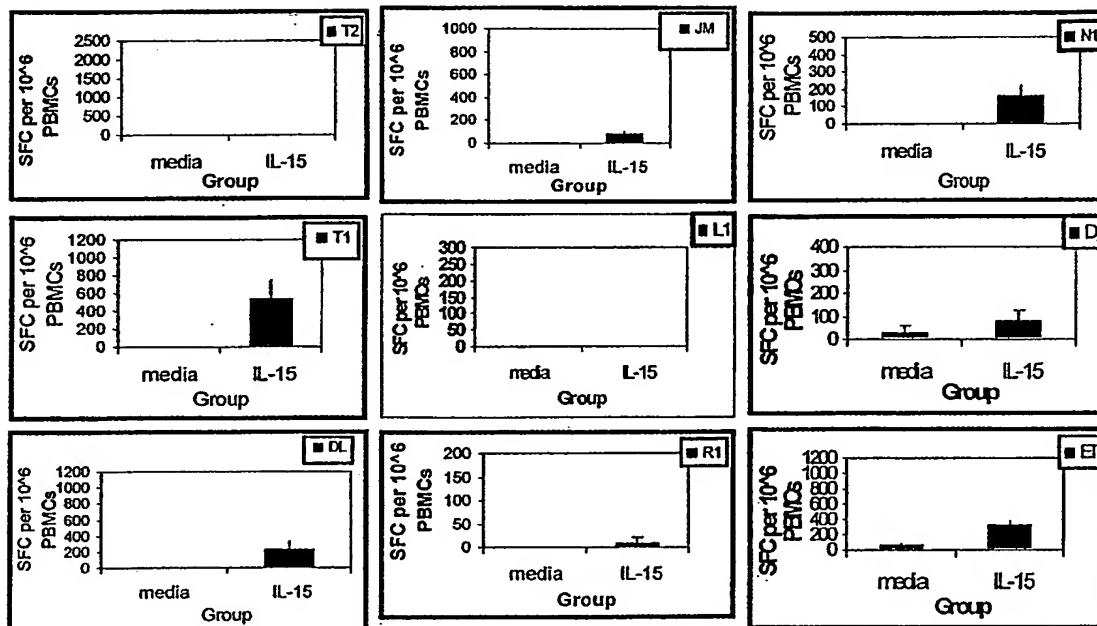 T2
SFC per 10^6
PBMCs
2500
2000
1500
1000
500
0
media IL-15
Group
JM
SFC per 10^6
PBMCs
1000
800
600
400
200
0
media IL-15
Group
N1
SFC per 10^6
PBMCs
500
400
300
200
100
0
media IL-15
Group
T1
SFC per 10^6
PBMCs
1200
1000
800
600
400
200
0
media IL-15
Group
L1
SFC per 10^6
PBMCs
300
250
200
150
100
50
0
media IL-15
Group
D
SFC per 10^6
PBMCs
400
300
200
100
0
media IL-15
Group
DL
SFC per 10^6
PBMCs
1200
1000
800
600
400
200
0
media IL-15
Group
R1
SFC per 10^6
PBMCs
200
150
100
50
0
media IL-15
Group
SFC per 10^6
PBMCs
1200
1000
800
600
400
200
0
media IL-15
Group